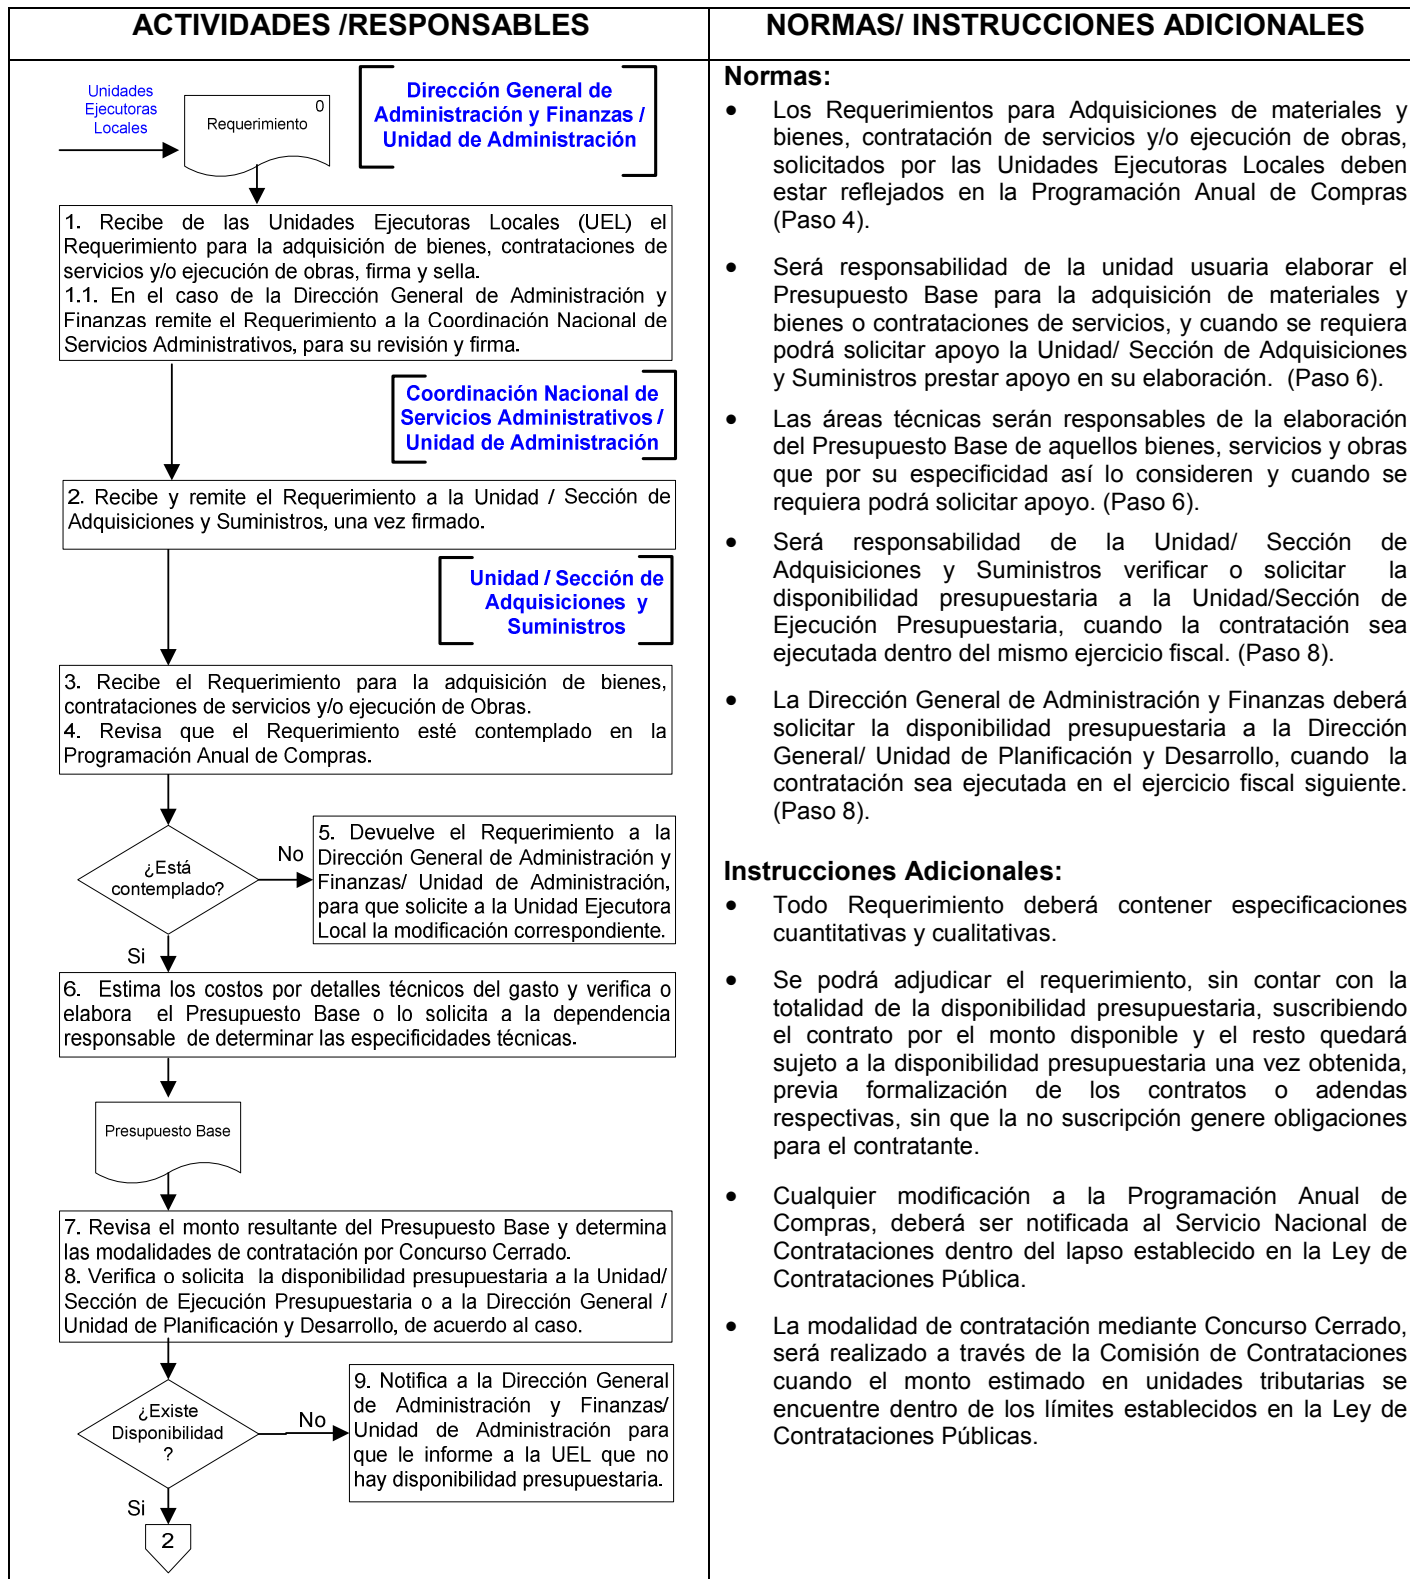 ACTIVIDADES /RESPONSABLES
Unidades
Ejecutoras
Locales
0
Requerimiento
Dirección General de
Administración y Finanzas /
Unidad de Administración
1. Recibe de las Unidades Ejecutoras Locales (UEL) el
Requerimiento para la adquisición de bienes, contrataciones de
servicios y/o ejecución de obras, firma y sella.
1.1. En el caso de la Dirección General de Administración y
Finanzas remite el Requerimiento a la Coordinación Nacional de
Servicios Administrativos, para su revisión y firma.
Coordinación Nacional de
Servicios Administrativos /
Unidad de Administración
2. Recibe y remite el Requerimiento a la Unidad / Sección de
Adquisiciones y Suministros, una vez firmado.
Unidad / Sección de
Adquisiciones y
Suministros
3. Recibe el Requerimiento para la adquisición de bienes,
contrataciones de servicios y/o ejecución de Obras.
4. Revisa que el Requerimiento esté contemplado en la
Programación Anual de Compras.
¿Está
contemplado?
No
5. Devuelve el Requerimiento a la
Dirección General de Administración y
Finanzas/ Unidad de Administración,
para que solicite a la Unidad Ejecutora
Local la modificación correspondiente.
Si
6. Estima los costos por detalles técnicos del gasto y verifica o
elabora el Presupuesto Base o lo solicita a la dependencia
responsable de determinar las especificidades técnicas.
Presupuesto Base
7. Revisa el monto resultante del Presupuesto Base y determina
las modalidades de contratación por Concurso Cerrado.
8. Verifica o solicita la disponibilidad presupuestaria a la Unidad/
Sección de Ejecución Presupuestaria o a la Dirección General /
Unidad de Planificación y Desarrollo, de acuerdo al caso.
¿Existe
Disponibilidad
?
No
9. Notifica a la Dirección General
de Administración y Finanzas/
Unidad de Administración para
que le informe a la UEL que no
hay disponibilidad presupuestaria.
Si
2
NORMAS/ INSTRUCCIONES ADICIONALES
Normas:
• Los Requerimientos para Adquisiciones de materiales y
bienes, contratación de servicios y/o ejecución de obras,
solicitados por las Unidades Ejecutoras Locales deben
estar reflejados en la Programación Anual de Compras
(Paso 4).
• Será responsabilidad de la unidad usuaria elaborar el
Presupuesto Base para la adquisición de materiales y
bienes o contrataciones de servicios, y cuando se requiera
podrá solicitar apoyo la Unidad/ Sección de Adquisiciones
y Suministros prestar apoyo en su elaboración. (Paso 6).
• Las áreas técnicas serán responsables de la elaboración
del Presupuesto Base de aquellos bienes, servicios y obras
que por su especificidad así lo consideren y cuando se
requiera podrá solicitar apoyo. (Paso 6).
• Será responsabilidad de la Unidad/ Sección de
Adquisiciones y Suministros verificar o solicitar la
disponibilidad presupuestaria a la Unidad/Sección de
Ejecución Presupuestaria, cuando la contratación sea
ejecutada dentro del mismo ejercicio fiscal. (Paso 8).
• La Dirección General de Administración y Finanzas deberá
solicitar la disponibilidad presupuestaria a la Dirección
General/ Unidad de Planificación y Desarrollo, cuando la
contratación sea ejecutada en el ejercicio fiscal siguiente.
(Paso 8).
Instrucciones Adicionales:
• Todo Requerimiento deberá contener especificaciones
cuantitativas y cualitativas.
• Se podrá adjudicar el requerimiento, sin contar con la
totalidad de la disponibilidad presupuestaria, suscribiendo
el contrato por el monto disponible y el resto quedará
sujeto a la disponibilidad presupuestaria una vez obtenida,
previa formalización de los contratos o adendas
respectivas, sin que la no suscripción genere obligaciones
para el contratante.
• Cualquier modificación a la Programación Anual de
Compras, deberá ser notificada al Servicio Nacional de
Contrataciones dentro del lapso establecido en la Ley de
Contrataciones Pública.
• La modalidad de contratación mediante Concurso Cerrado,
será realizado a través de la Comisión de Contrataciones
cuando el monto estimado en unidades tributarias se
encuentre dentro de los límites establecidos en la Ley de
Contrataciones Públicas.